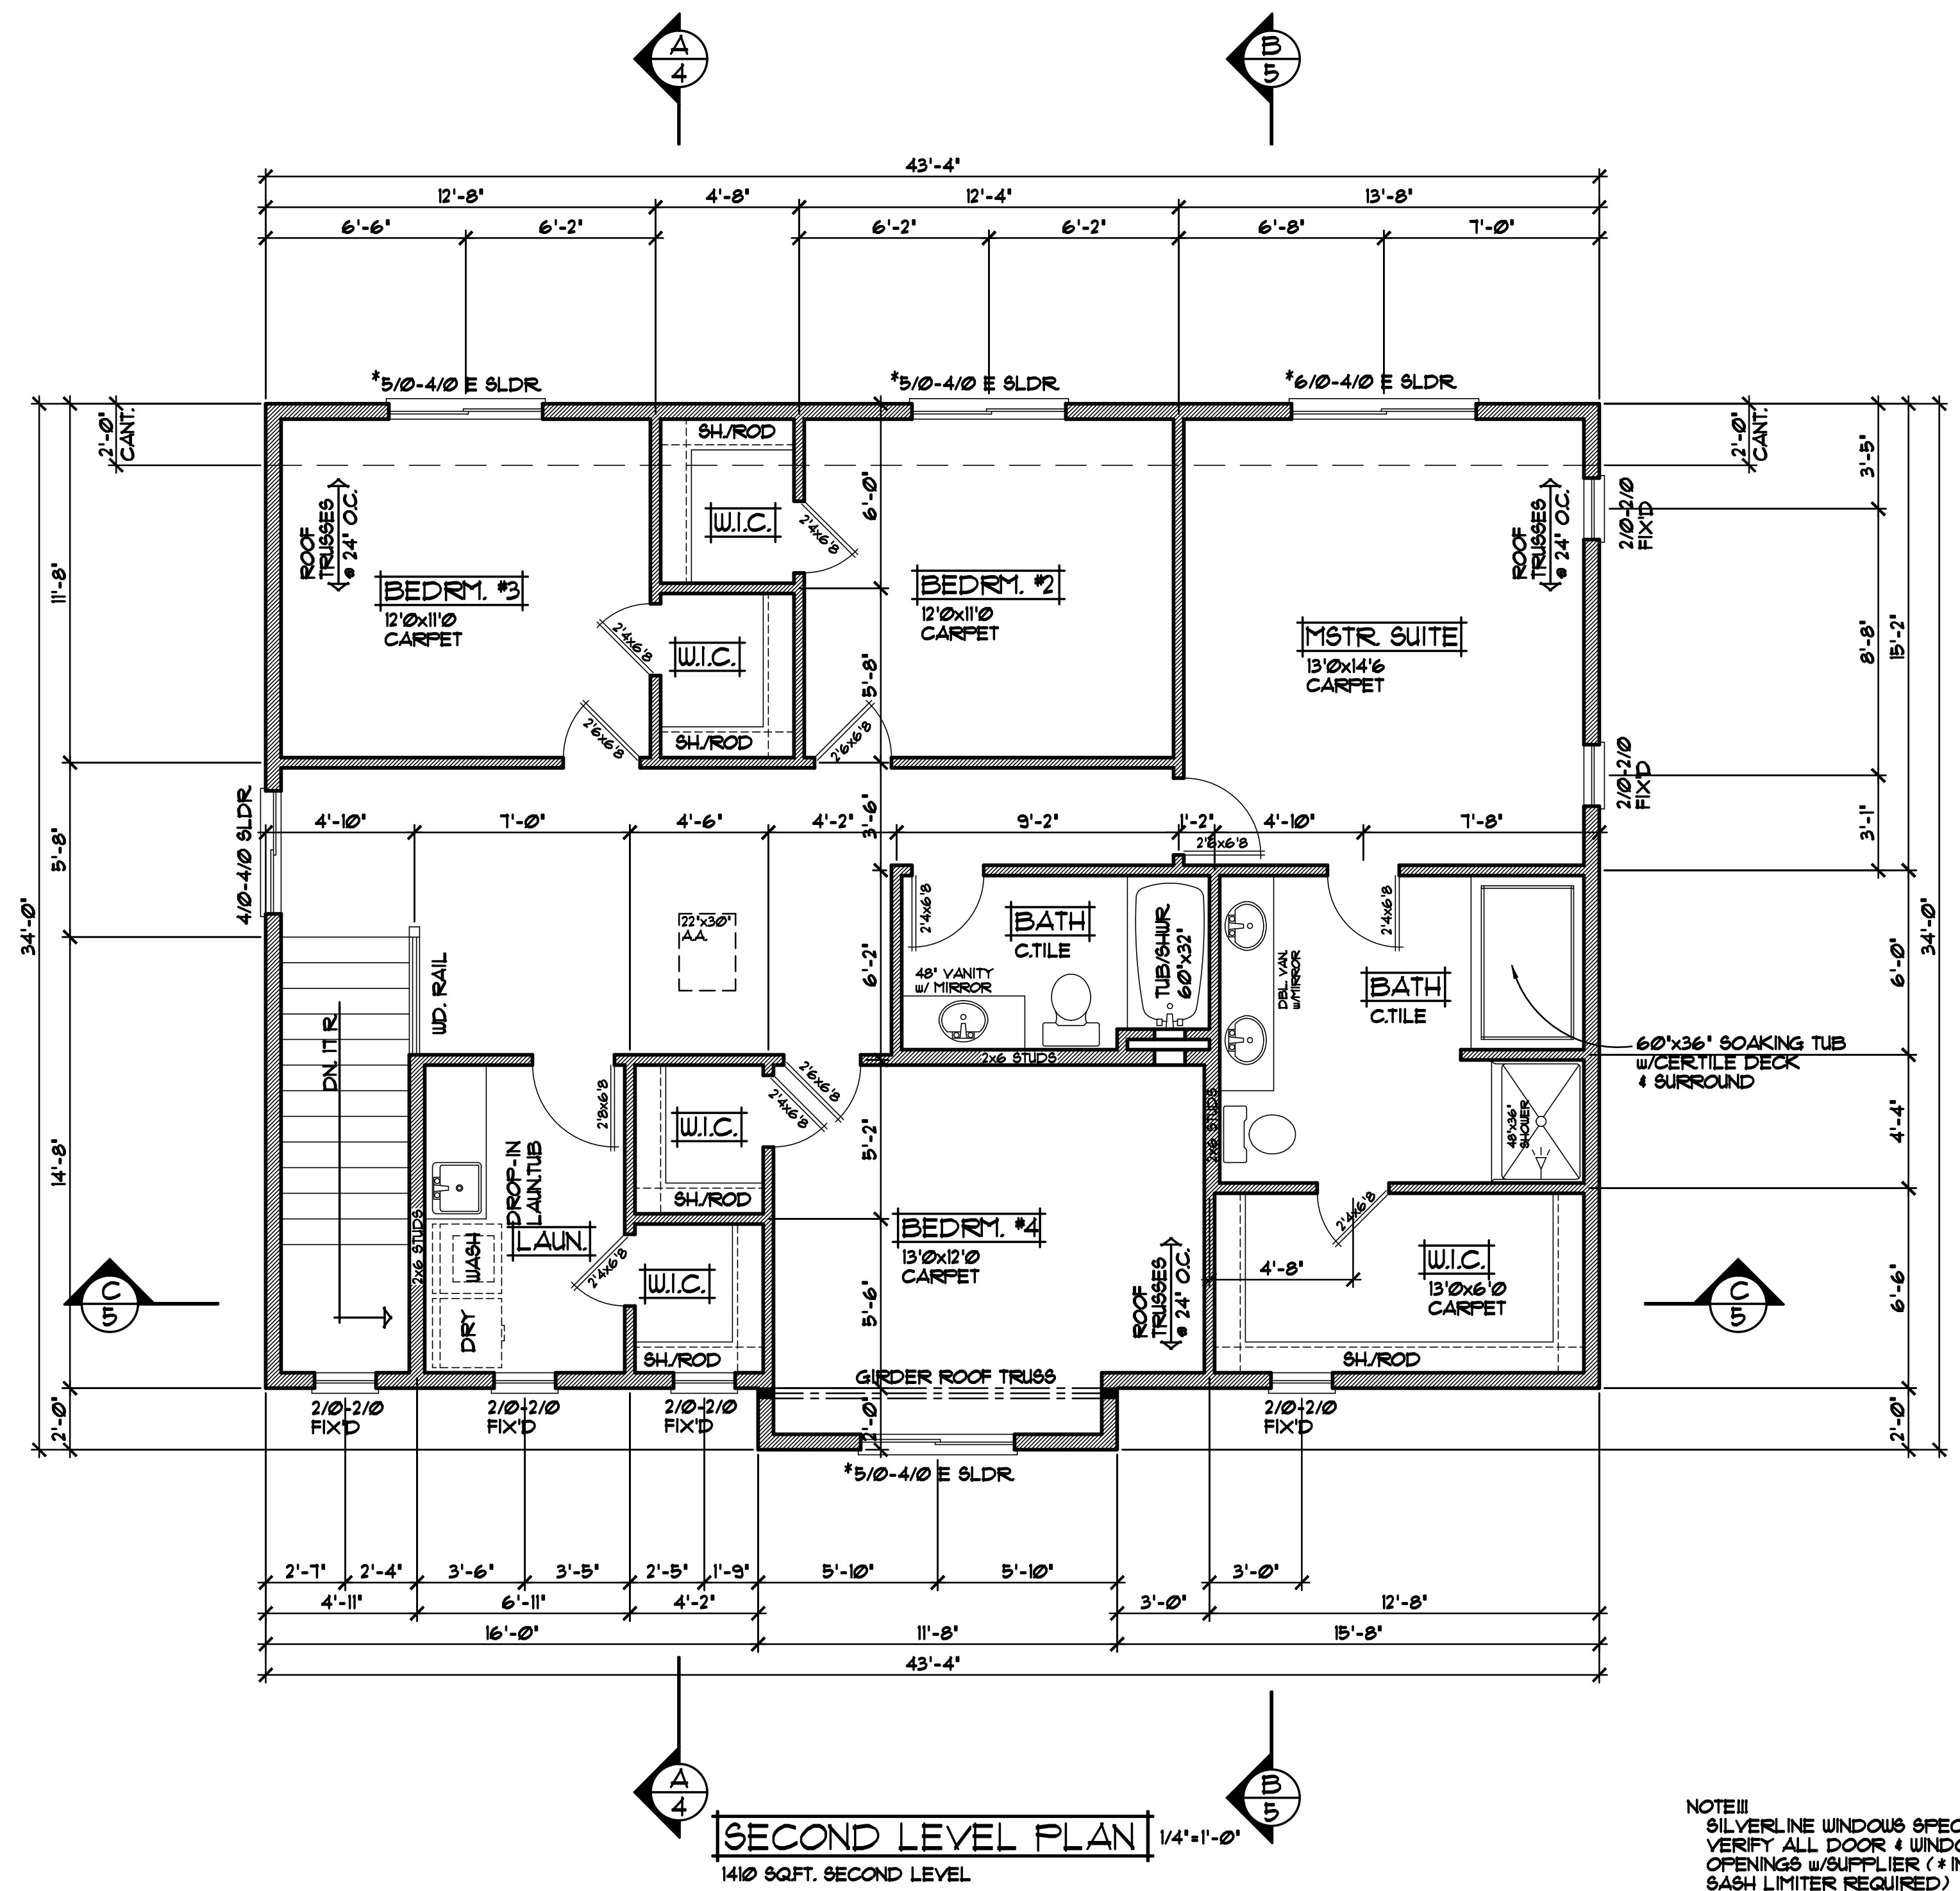 A
4
B
5
43'-4"
12'-8"
4'-8"
12'-4"
13'-8"
6'-6"
6'-2"
6'-2"
6'-2"
6'-8"
7'-0"
*5/0-4/0 E SLDR
*5/0-4/0 E SLDR
*6/0-4/0 E SLDR
2'-0"
CANT.
2'-0"
CANT.
34'-0"
11'-8"
5'-8"
14'-8"
2'-0"
4/0-4/0 SLDR
ROOF
TRUSSES
@ 24" O.C.
BEDRM. #3
12'0x11'0
CARPET
SH./ROD
W.I.C.
2'4x6'8
2'4x6'8
W.I.C.
SH./ROD
2'6x6'8
2'6x6'8
6'-0"
5'-8"
3'-6"
6'-2"
5'-2"
5'-6"
2'-0"
BEDRM. #2
12'0x11'0
CARPET
MSTR. SUITE
13'0x14'6
CARPET
ROOF
TRUSSES
@ 24" O.C.
2/0-2/0
FIX'D
2/0-2/0
FIX'D
3'-5"
8'-8"
3'-1"
15'-2"
6'-0"
4'-4"
6'-6"
2'-0"
34'-0"
4'-10"
7'-0"
4'-6"
4'-2"
9'-2"
1'-2"
4'-10"
7'-8"
2'6x6'8
22"x30"
A.A.
WD. RAIL
DN. 17 R
2'4x6'8
BATH
C.TILE
48" VANITY
w/ MIRROR
TUB/SHWR
60"x32"
2x6 STUDS
DBL. VAN.
w/MIRROR
2'4x6'8
BATH
C.TILE
60"x36" SOAKING TUB
w/CER.TILE DECK
& SURROUND
48"x36"
SHOWER
2x6 STUDS
2'8x6'8
2'6x6'8
2'4x6'8
W.I.C.
SH./ROD
DROP-IN
LAUN.TUB
LAUN.
2x6 STUDS
WASH
DRY
2'4x6'8
W.I.C.
SH./ROD
BEDRM. #4
13'0x12'0
CARPET
ROOF
TRUSSES
@ 24" O.C.
GIRDER ROOF TRUSS
2'4x6'8
4'-8"
W.I.C.
13'0x6'0
CARPET
SH./ROD
C
5
C
5
2/0-2/0
FIX'D
2/0-2/0
FIX'D
2/0-2/0
FIX'D
2/0-2/0
FIX'D
*5/0-4/0 E SLDR
2'-7"
2'-4"
3'-6"
3'-5"
2'-5"
1'-9"
5'-10"
5'-10"
3'-0"
4'-11"
6'-11"
4'-2"
3'-0"
12'-8"
16'-0"
11'-8"
15'-8"
43'-4"
A
4
B
5
SECOND LEVEL PLAN 1/4"=1'-0"
1410 SQ.FT. SECOND LEVEL
NOTE!!!
SILVERLINE WINDOWS SPEC
VERIFY ALL DOOR & WINDO
OPENINGS w/SUPPLIER ( * IN
SASH LIMITER REQUIRED)